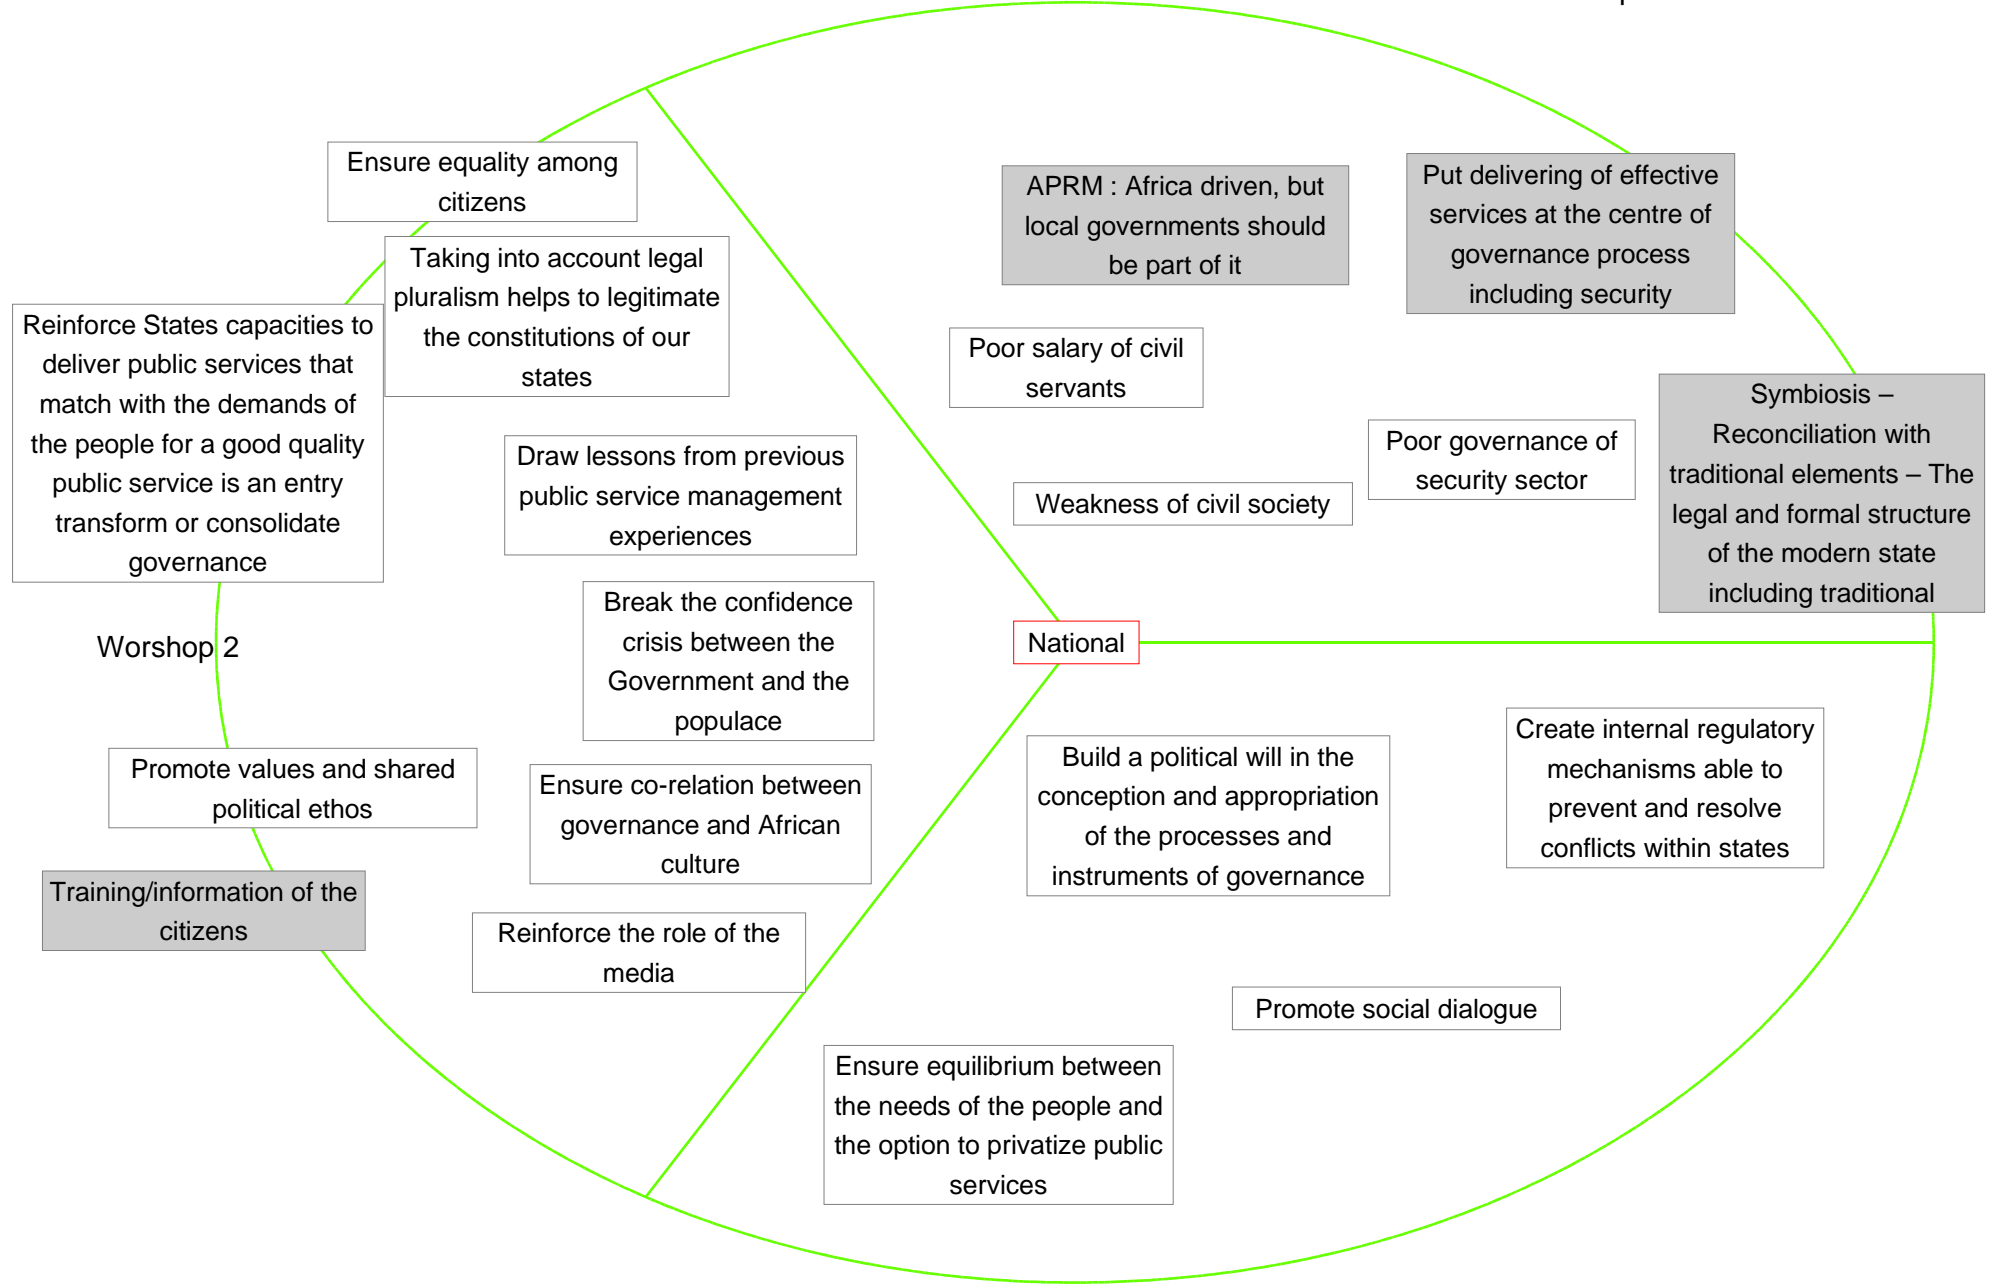 Ensure equality among
citizens
Taking into account legal
pluralism helps to legitimate
the constitutions of our
states
Reinforce States capacities to
deliver public services that
match with the demands of
the people for a good quality
public service is an entry
transform or consolidate
governance
Draw lessons from previous
public service management
experiences
Break the confidence
crisis between the
Government and the
populace
Worshop 2
Promote values and shared
political ethos
Ensure co-relation between
governance and African
culture
Training/information of the
citizens
Reinforce the role of the
media
APRM : Africa driven, but
local governments should
be part of it
Put delivering of effective
services at the centre of
governance process
including security
Poor salary of civil
servants
Poor governance of
security sector
Symbiosis –
Reconciliation with
traditional elements – The
legal and formal structure
of the modern state
including traditional
Weakness of civil society
National
Build a political will in the
conception and appropriation
of the processes and
instruments of governance
Create internal regulatory
mechanisms able to
prevent and resolve
conflicts within states
Promote social dialogue
Ensure equilibrium between
the needs of the people and
the option to privatize public
services